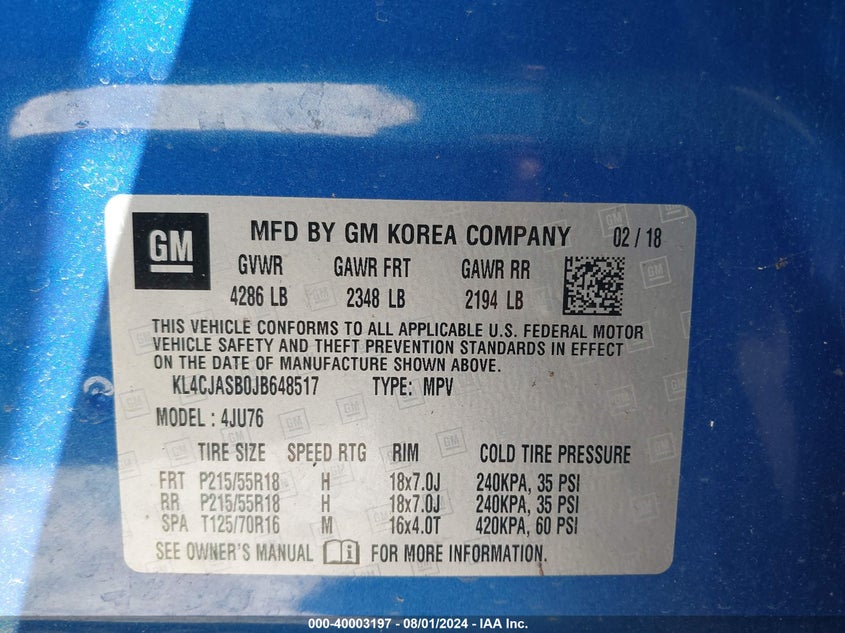 GM MFD BY GM KOREA COMPANY 02 / 18
GVWR GAWR FRT GAWR RR
4286 LB 2348 LB 2194 LB
THIS VEHICLE CONFORMS TO ALL APPLICABLE U.S. FEDERAL MOTOR
VEHICLE SAFETY AND THEFT PREVENTION STANDARDS IN EFFECT
ON THE DATE OF MANUFACTURE SHOWN ABOVE.
KL4CJASB0JB648517 TYPE: MPV
MODEL : 4JU76
TIRE SIZE SPEED RTG RIM COLD TIRE PRESSURE
FRT P215/55R18 H 18x7.0J 240KPA, 35 PSI
RR P215/55R18 H 18x7.0J 240KPA, 35 PSI
SPA T125/70R16 M 16x4.0T 420KPA, 60 PSI
SEE OWNER'S MANUAL FOR MORE INFORMATION.
000-40003197 - 08/01/2024 - IAA Inc.